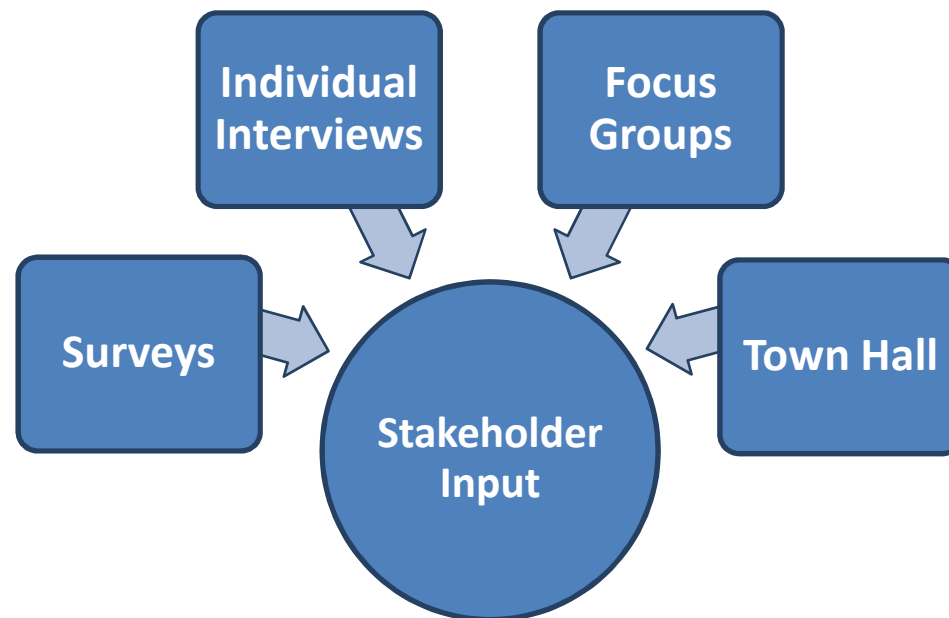 Individual
Interviews
Focus
Groups
Surveys
Town Hall
Stakeholder
Input